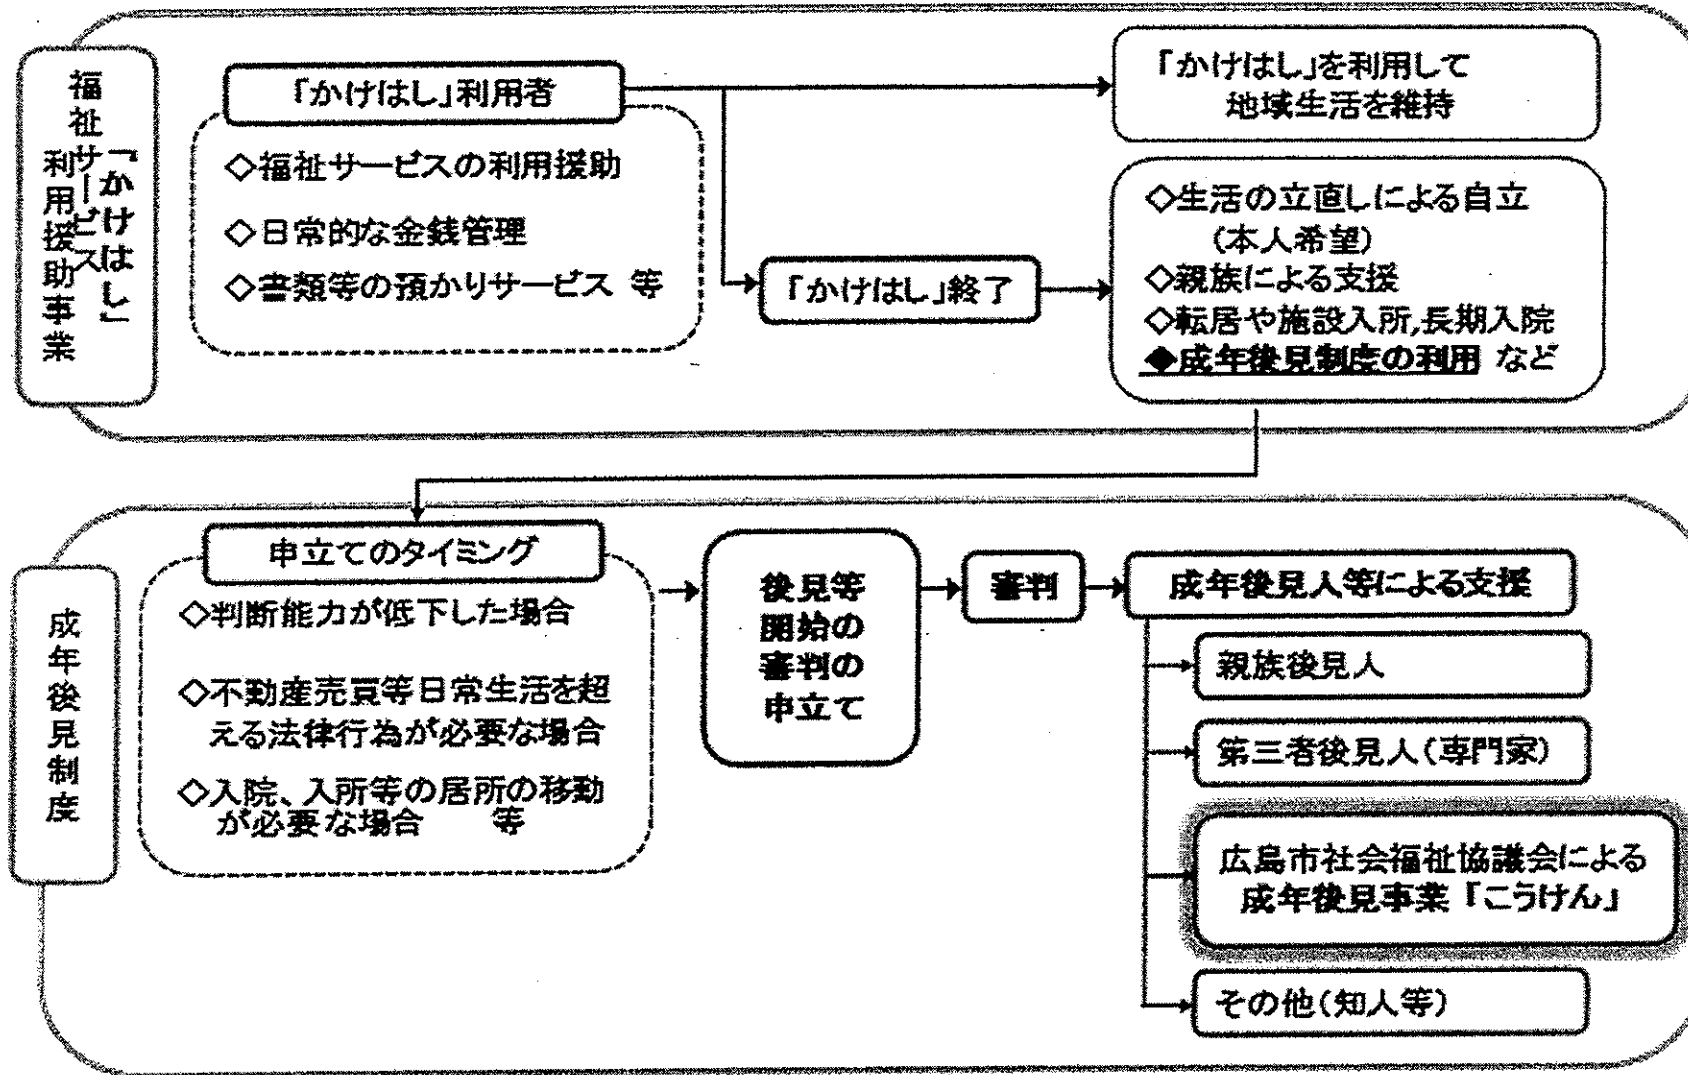 福祉サービス
利用援助事業
「かけはし」
「かけはし」利用者
◇福祉サービスの利用援助
◇日常的な金銭管理
◇書類等の預かりサービス 等
「かけはし」を利用して
地域生活を維持
「かけはし」終了
◇生活の立直しによる自立
(本人希望)
◇親族による支援
◇転居や施設入所,長期入院
◆成年後見制度の利用 など
成年後見制度
申立てのタイミング
◇判断能力が低下した場合
◇不動産売買等日常生活を超
える法律行為が必要な場合
◇入院、入所等の居所の移動
が必要な場合 等
後見等
開始の
審判の
申立て
審判
成年後見人等による支援
親族後見人
第三者後見人(専門家)
広島市社会福祉協議会による
成年後見事業「こうけん」
その他(知人等)